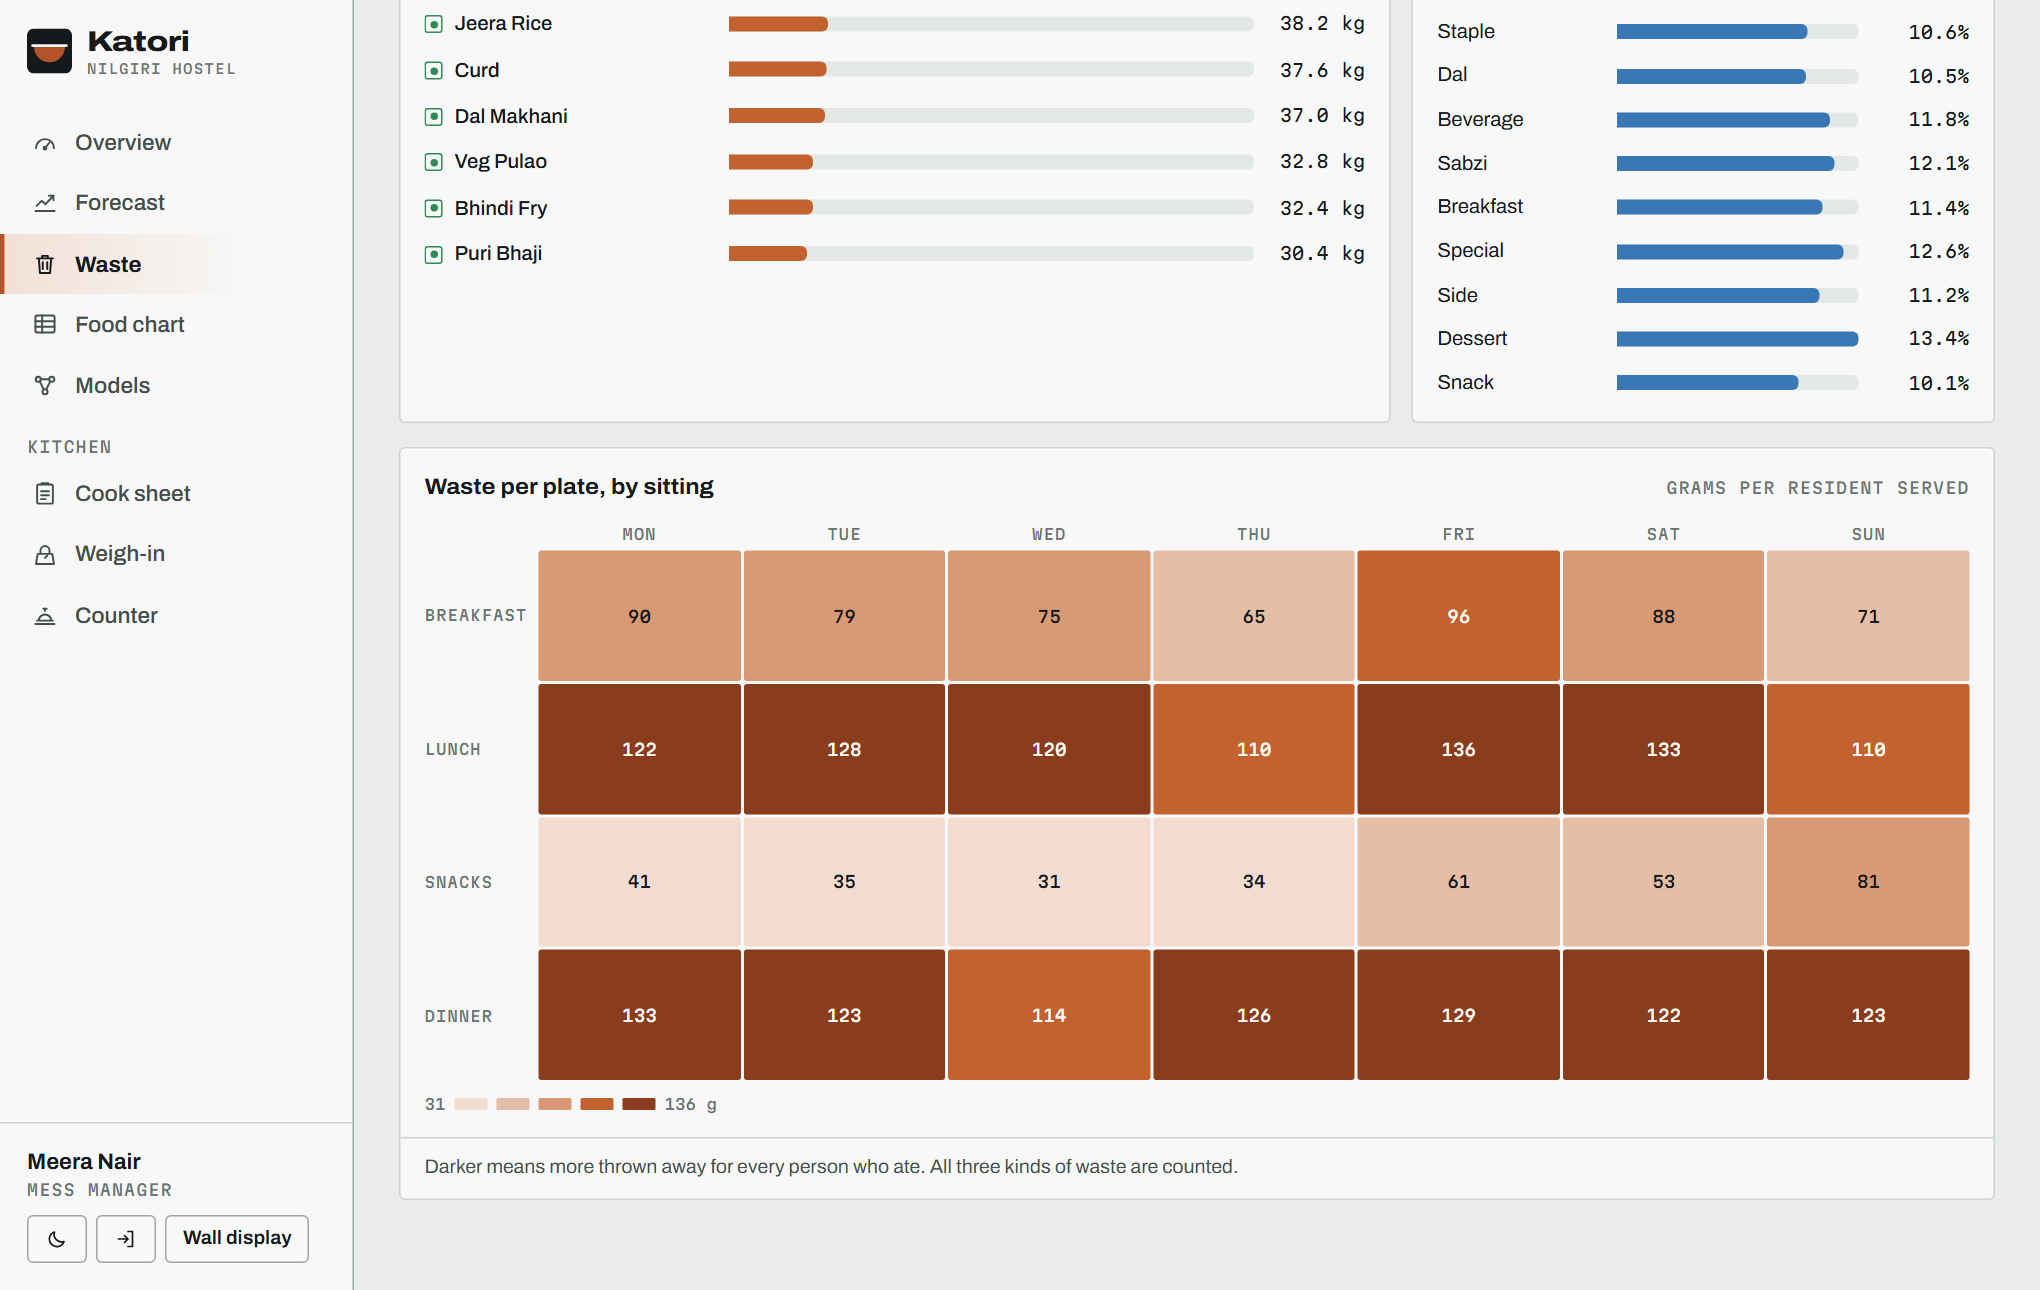 Katori
NILGIRI HOSTEL
Overview
Forecast
Waste
Food chart
Models
KITCHEN
Cook sheet
Weigh-in
Counter
Meera Nair
MESS MANAGER
Wall display
Jeera Rice 38.2 kg
Curd 37.6 kg
Dal Makhani 37.0 kg
Veg Pulao 32.8 kg
Bhindi Fry 32.4 kg
Puri Bhaji 30.4 kg
Staple 10.6%
Dal 10.5%
Beverage 11.8%
Sabzi 12.1%
Breakfast 11.4%
Special 12.6%
Side 11.2%
Dessert 13.4%
Snack 10.1%
Waste per plate, by sitting GRAMS PER RESIDENT SERVED
MON TUE WED THU FRI SAT SUN
BREAKFAST 90 79 75 65 96 88 71
LUNCH 122 128 120 110 136 133 110
SNACKS 41 35 31 34 61 53 81
DINNER 133 123 114 126 129 122 123
31 136 g
Darker means more thrown away for every person who ate. All three kinds of waste are counted.